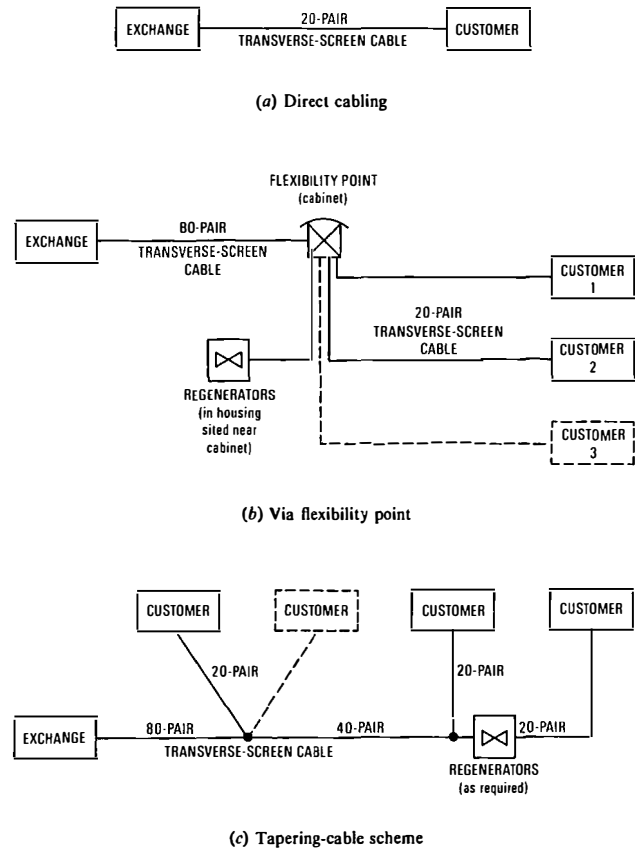 EXCHANGE
20-PAIR
TRANSVERSE-SCREEN CABLE
CUSTOMER
(a) Direct cabling
FLEXIBILITY POINT
(cabinet)
EXCHANGE
80-PAIR
TRANSVERSE-SCREEN
CABLE
CUSTOMER
1
20-PAIR
TRANSVERSE-SCREEN
CABLE
CUSTOMER
2
REGENERATORS
(in housing
sited near
cabinet)
CUSTOMER
3
(b) Via flexibility point
CUSTOMER
CUSTOMER
CUSTOMER
CUSTOMER
20-PAIR
20-PAIR
EXCHANGE
80-PAIR
TRANSVERSE-SCREEN CABLE
40-PAIR
20-PAIR
REGENERATORS
(as required)
(c) Tapering-cable scheme